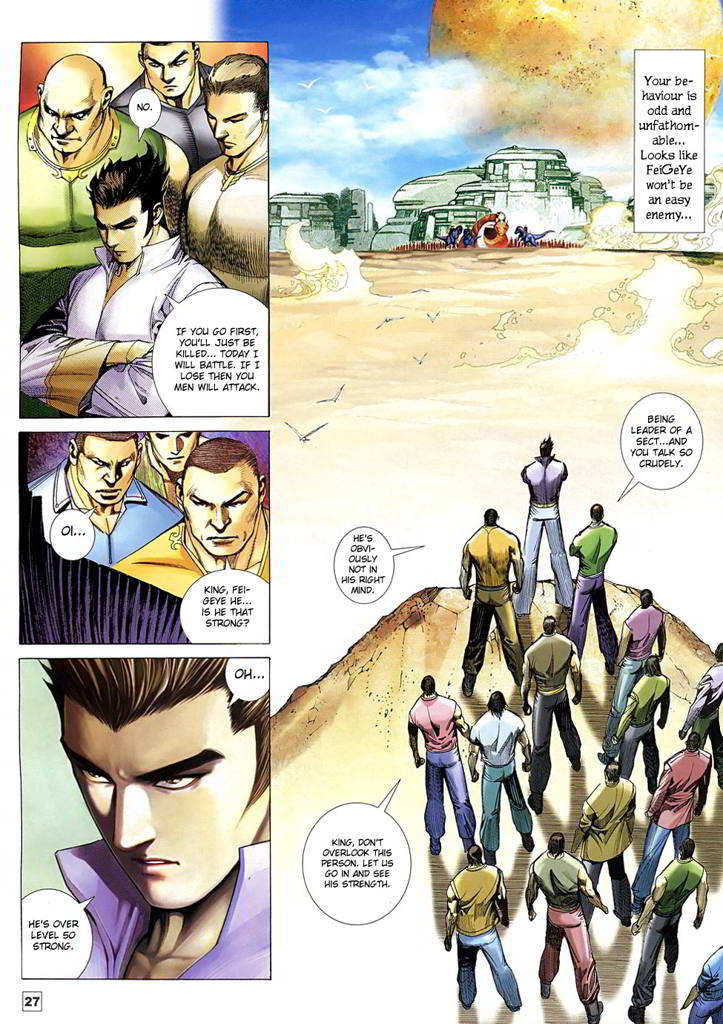 Your be-
haviour is
odd and
unfathom-
able...
Looks like
FeiGeYe
won't be
an easy
enemy...
BEING
LEADER OF A
SECT...AND
YOU TALK SO
CRUDELY.
HE'S
OBVI-
OUSLY
NOT IN
HIS RIGHT
MIND.
KING, DON'T
OVERLOOK THIS
PERSON. LET US
GO IN AND SEE
HIS STRENGTH.
NO.
IF YOU GO FIRST,
YOU'LL JUST BE
KILLED... TODAY I
WILL BATTLE. IF I
LOSE THEN YOU
MEN WILL ATTACK.
OI...
KING, FEI-
GEYE HE...
IS HE THAT
STRONG?
OH...
HE'S OVER
LEVEL 50
STRONG.
27